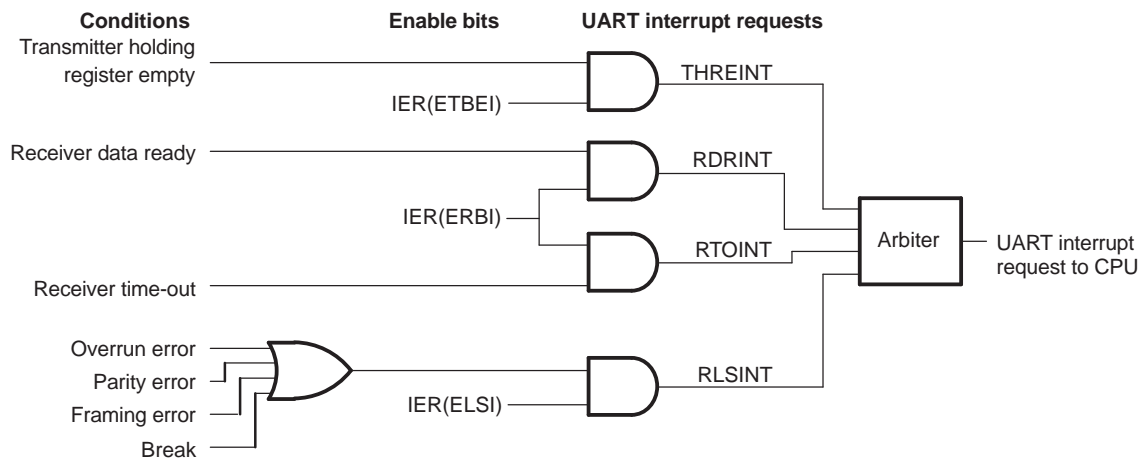 Conditions
Enable bits
UART interrupt requests
Transmitter holding
register empty
THREINT
IER(ETBEI)
Receiver data ready
RDRINT
IER(ERBI)
Arbiter
UART interrupt
request to CPU
RTOINT
Receiver time-out
Overrun error
Parity error
Framing error
Break
RLSINT
IER(ELSI)